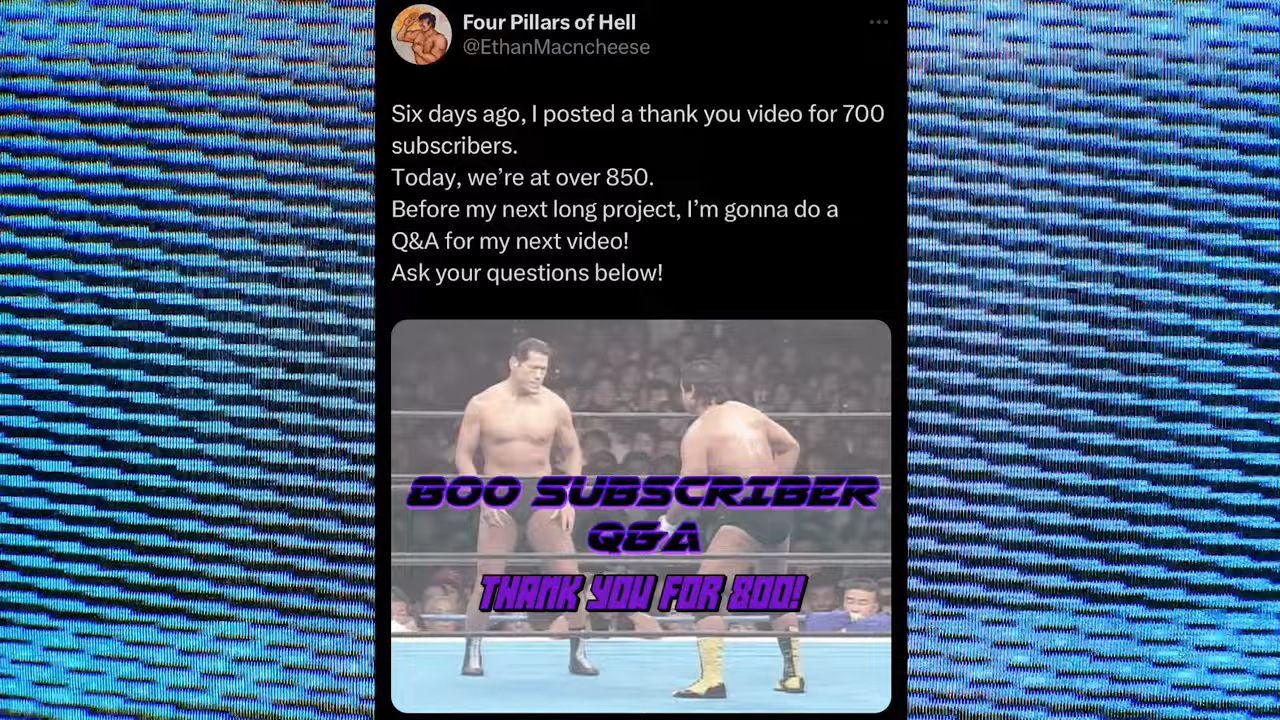 Four Pillars of Hell
@EthanMacncheese
Six days ago, I posted a thank you video for 700
subscribers.
Today, we’re at over 850.
Before my next long project, I’m gonna do a
Q&A for my next video!
Ask your questions below!
800 SUBSCRIBER
Q&A
THANK YOU FOR 800!